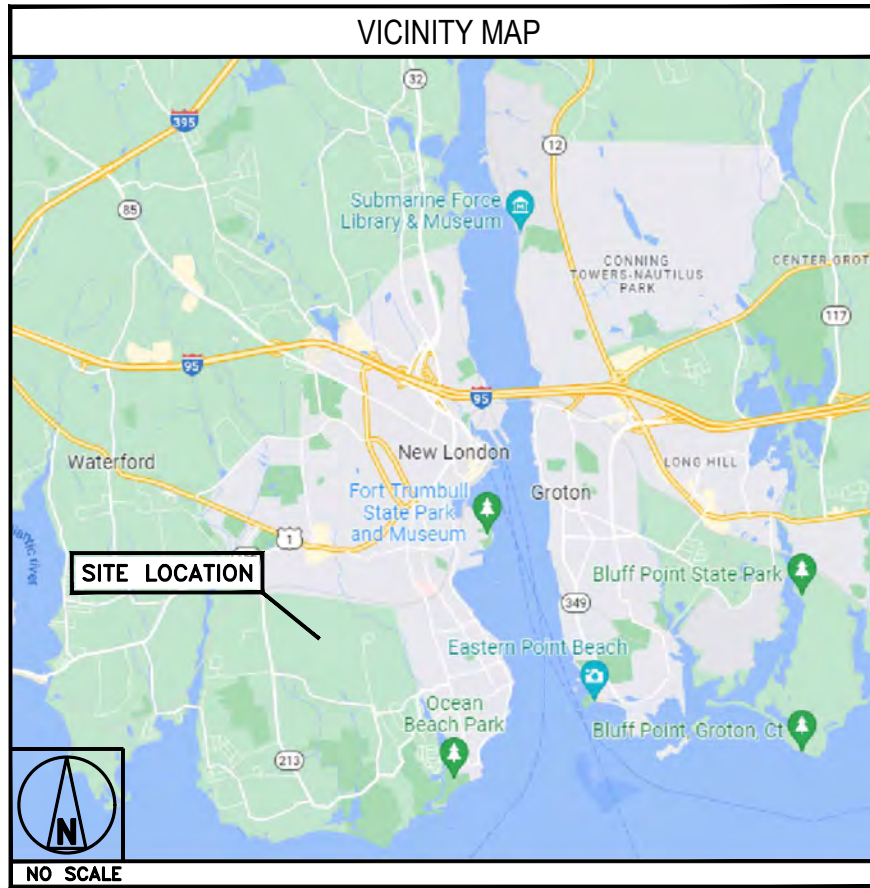 VICINITY MAP
395
32
12
85
Submarine Force
Library & Museum
CONNING
TOWERS-NAUTILUS
PARK
CENTER GROT
117
95
95
Waterford
New London
LONG HILL
Groton
Fort Trumbull
State Park
and Museum
1
antic river
SITE LOCATION
Bluff Point State Park
349
Eastern Point Beach
Ocean
Beach Park
Bluff Point, Groton, Ct
213
N
NO SCALE